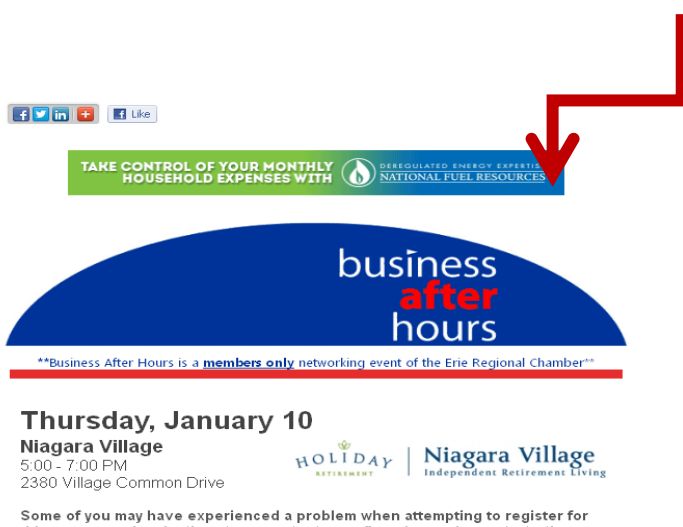 Like
TAKE CONTROL OF YOUR MONTHLY
HOUSEHOLD EXPENSES WITH
DEREGULATED ENERGY EXPERTISE
NATIONAL FUEL RESOURCES
business
after
hours
**Business After Hours is a members only networking event of the Erie Regional Chamber**
Thursday, January 10
Niagara Village
5:00 - 7:00 PM
2380 Village Common Drive
HOLIDAY
RETIREMENT
Niagara Village
Independent Retirement Living
Some of you may have experienced a problem when attempting to register for